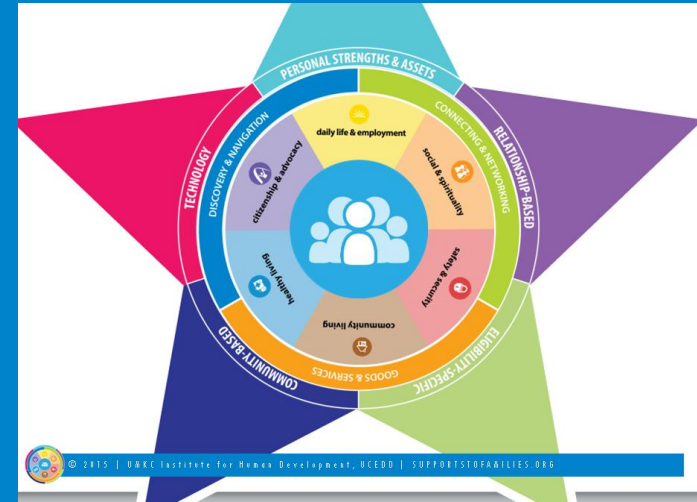 PERSONAL STRENGTHS & ASSETS
TECHNOLOGY
RELATIONSHIP-BASED
DISCOVERY & NAVIGATION
CONNECTING & NETWORKING
daily life & employment
citizenship & advocacy
social & spirituality
healthy living
safety & security
community living
GOODS & SERVICES
COMMUNITY-BASED
ELIGIBILITY-SPECIFIC
© 2015 | UMKC Institute for Human Development, UCEDD | SUPPORTSTOFAMILIES.ORG